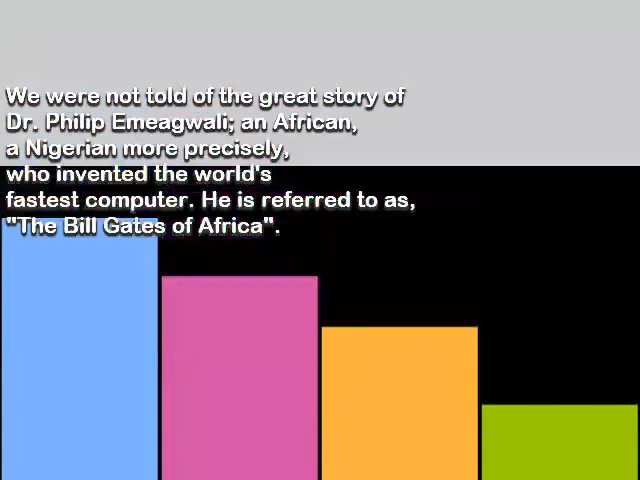 We were not told of the great story of
Dr. Philip Emeagwali; an African,
a Nigerian more precisely,
who invented the world's
fastest computer. He is referred to as,
"The Bill Gates of Africa".